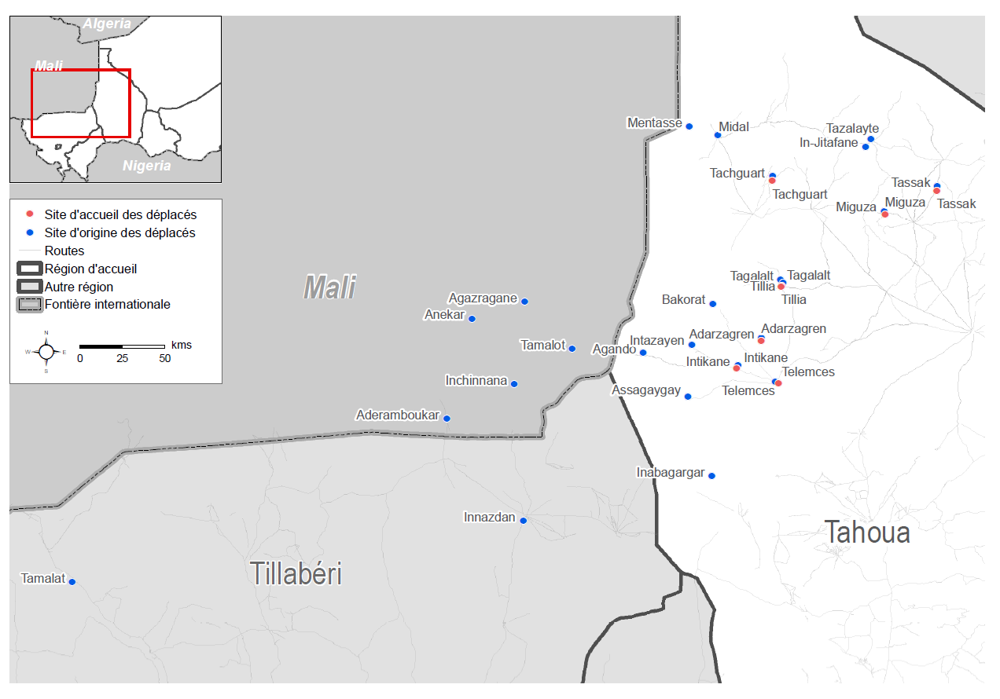 Algeria
Mali
Nigeria
Site d'accueil des déplacés
Site d'origine des déplacés
Routes
Région d'accueil
Autre région
Fontière internationale
N
W
E
S
kms
0
25
50
Mentasse
Midal
Tazalayte
In-Jitafane
Tachguart
Tachguart
Tassak
Tassak
Miguza
Miguza
Mali
Tagalalt
Tagalalt
Tillia
Tillia
Agazragane
Bakorat
Anekar
Adarzagren
Adarzagren
Tamalot
Agando
Intazayen
Intikane
Intikane
Telemces
Telemces
Inchinnana
Assagaygay
Aderamboukar
Inabagargar
Innazdan
Tahoua
Tillabéri
Tamalat